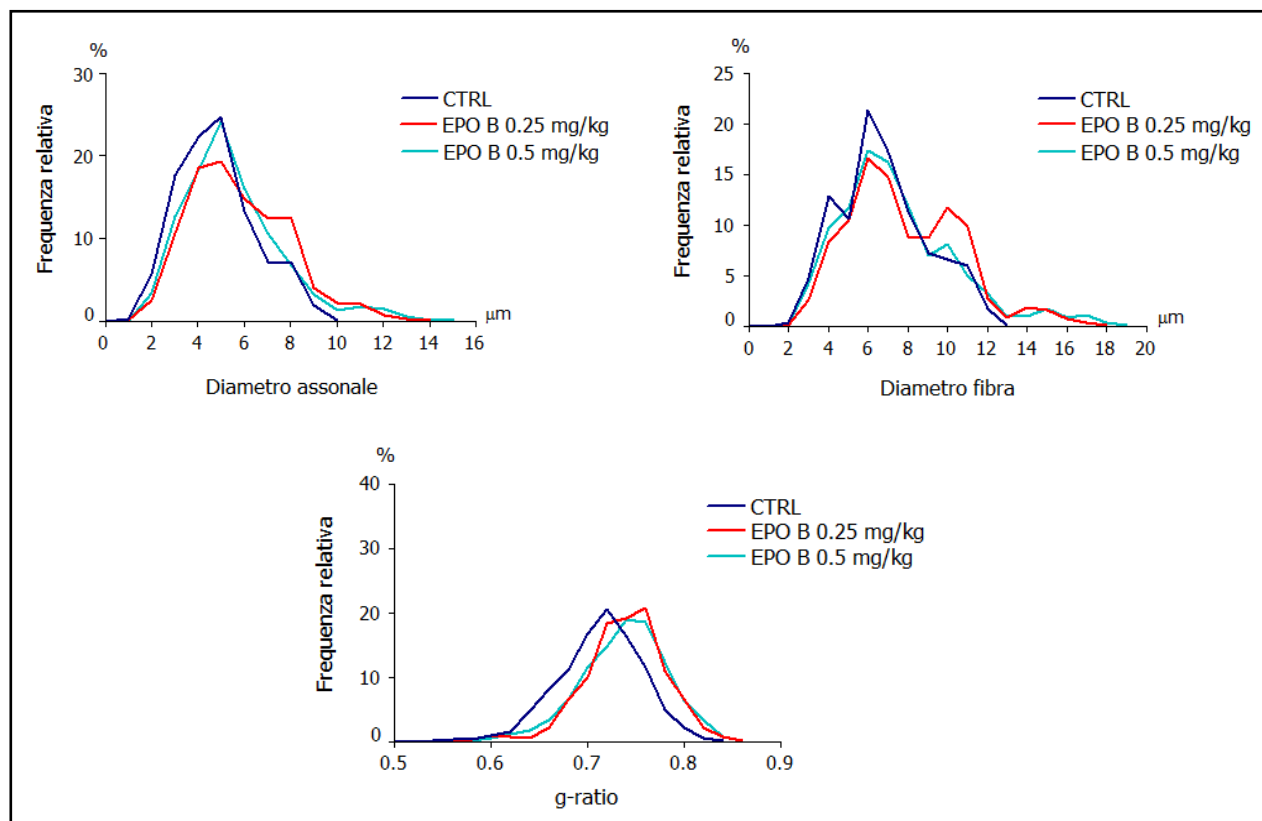 %
30
20
10
0
Frequenza relativa
CTRL
EPO B 0.25 mg/kg
EPO B 0.5 mg/kg
0 2 4 6 8 10 12 14 16
μm
Diametro assonale
%
25
20
15
10
5
0
Frequenza relativa
CTRL
EPO B 0.25 mg/kg
EPO B 0.5 mg/kg
0 2 4 6 8 10 12 14 16 18 20
μm
Diametro fibra
%
40
30
20
10
0
Frequenza relativa
CTRL
EPO B 0.25 mg/kg
EPO B 0.5 mg/kg
0.5 0.6 0.7 0.8 0.9
g-ratio